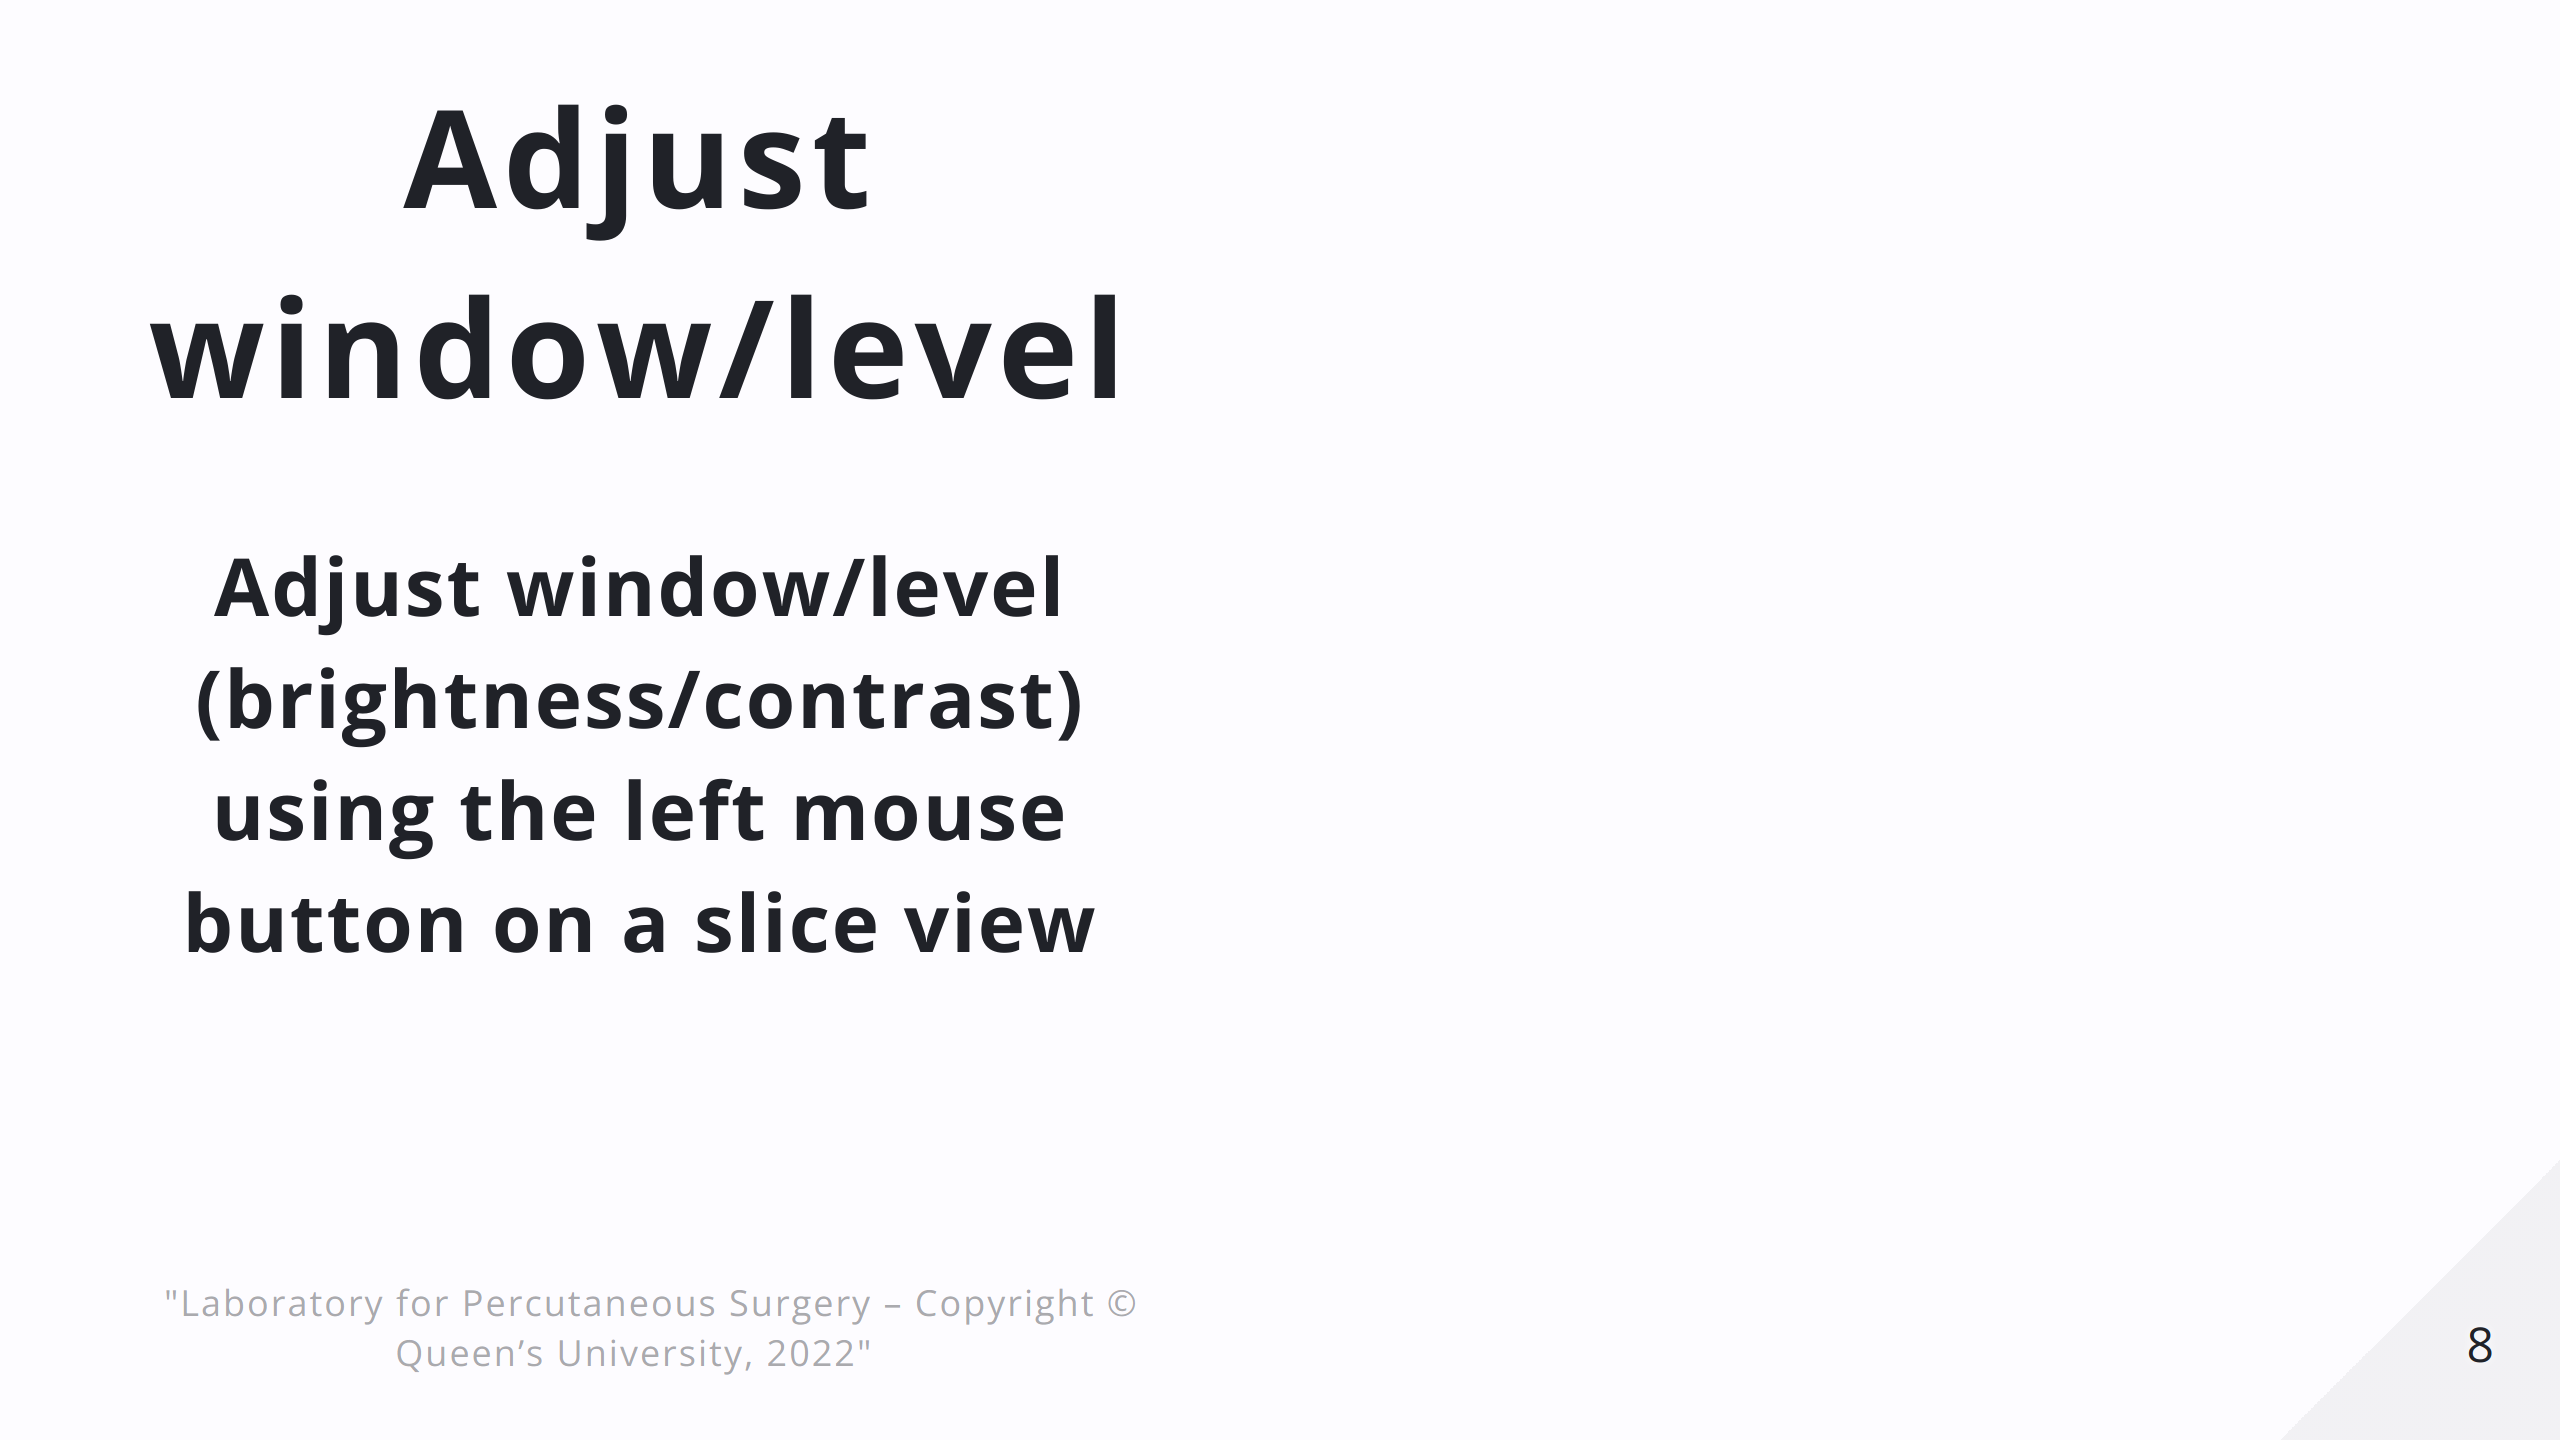 Adjust
window/level
Adjust window/level
(brightness/contrast)
using the left mouse
button on a slice view
"Laboratory for Percutaneous Surgery – Copyright ©
Queen’s University, 2022"
8